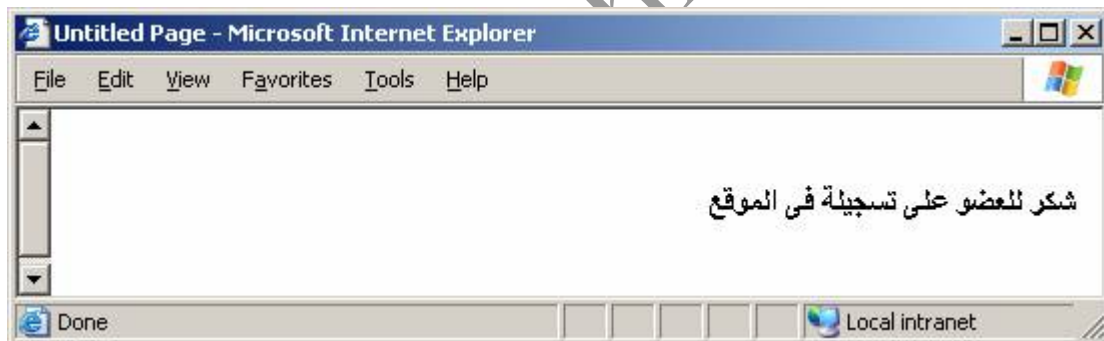 Untitled Page - Microsoft Internet Explorer
File Edit View Favorites Tools Help
شكر للعضو على تسجيلة فى الموقع
Done Local intranet